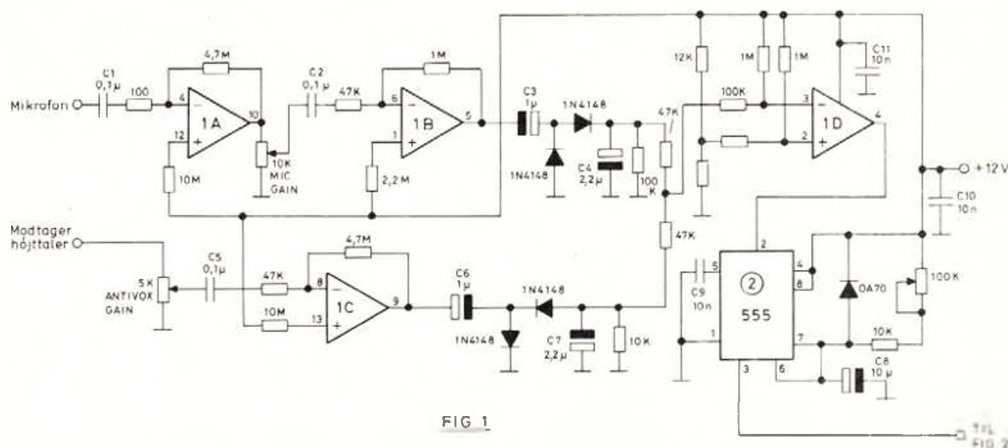 Mikrofon
C1
0,1µ
100
4,7M
4
12
1A
10
10M
10K
MIC
GAIN
C2
0,1µ
47K
1M
6
1
1B
5
2,2M
C3
1µ
1N4148
1N4148
C4
2,2µ
100
K
47K
47K
12K
1M
1M
100K
3
2
1D
4
C11
10n
+12V
C10
10n
Modtager
højttaler
5K
ANTIVOX
GAIN
C5
0,1µ
47K
10M
4,7M
8
13
1C
9
C6
1µ
1N4148
1N4148
C7
2,2µ
10K
C9
10n
5
1
2
4
8
7
3
6
2
555
OA70
100K
10K
C8
10µ
FIG 1
TIL
FIG 2